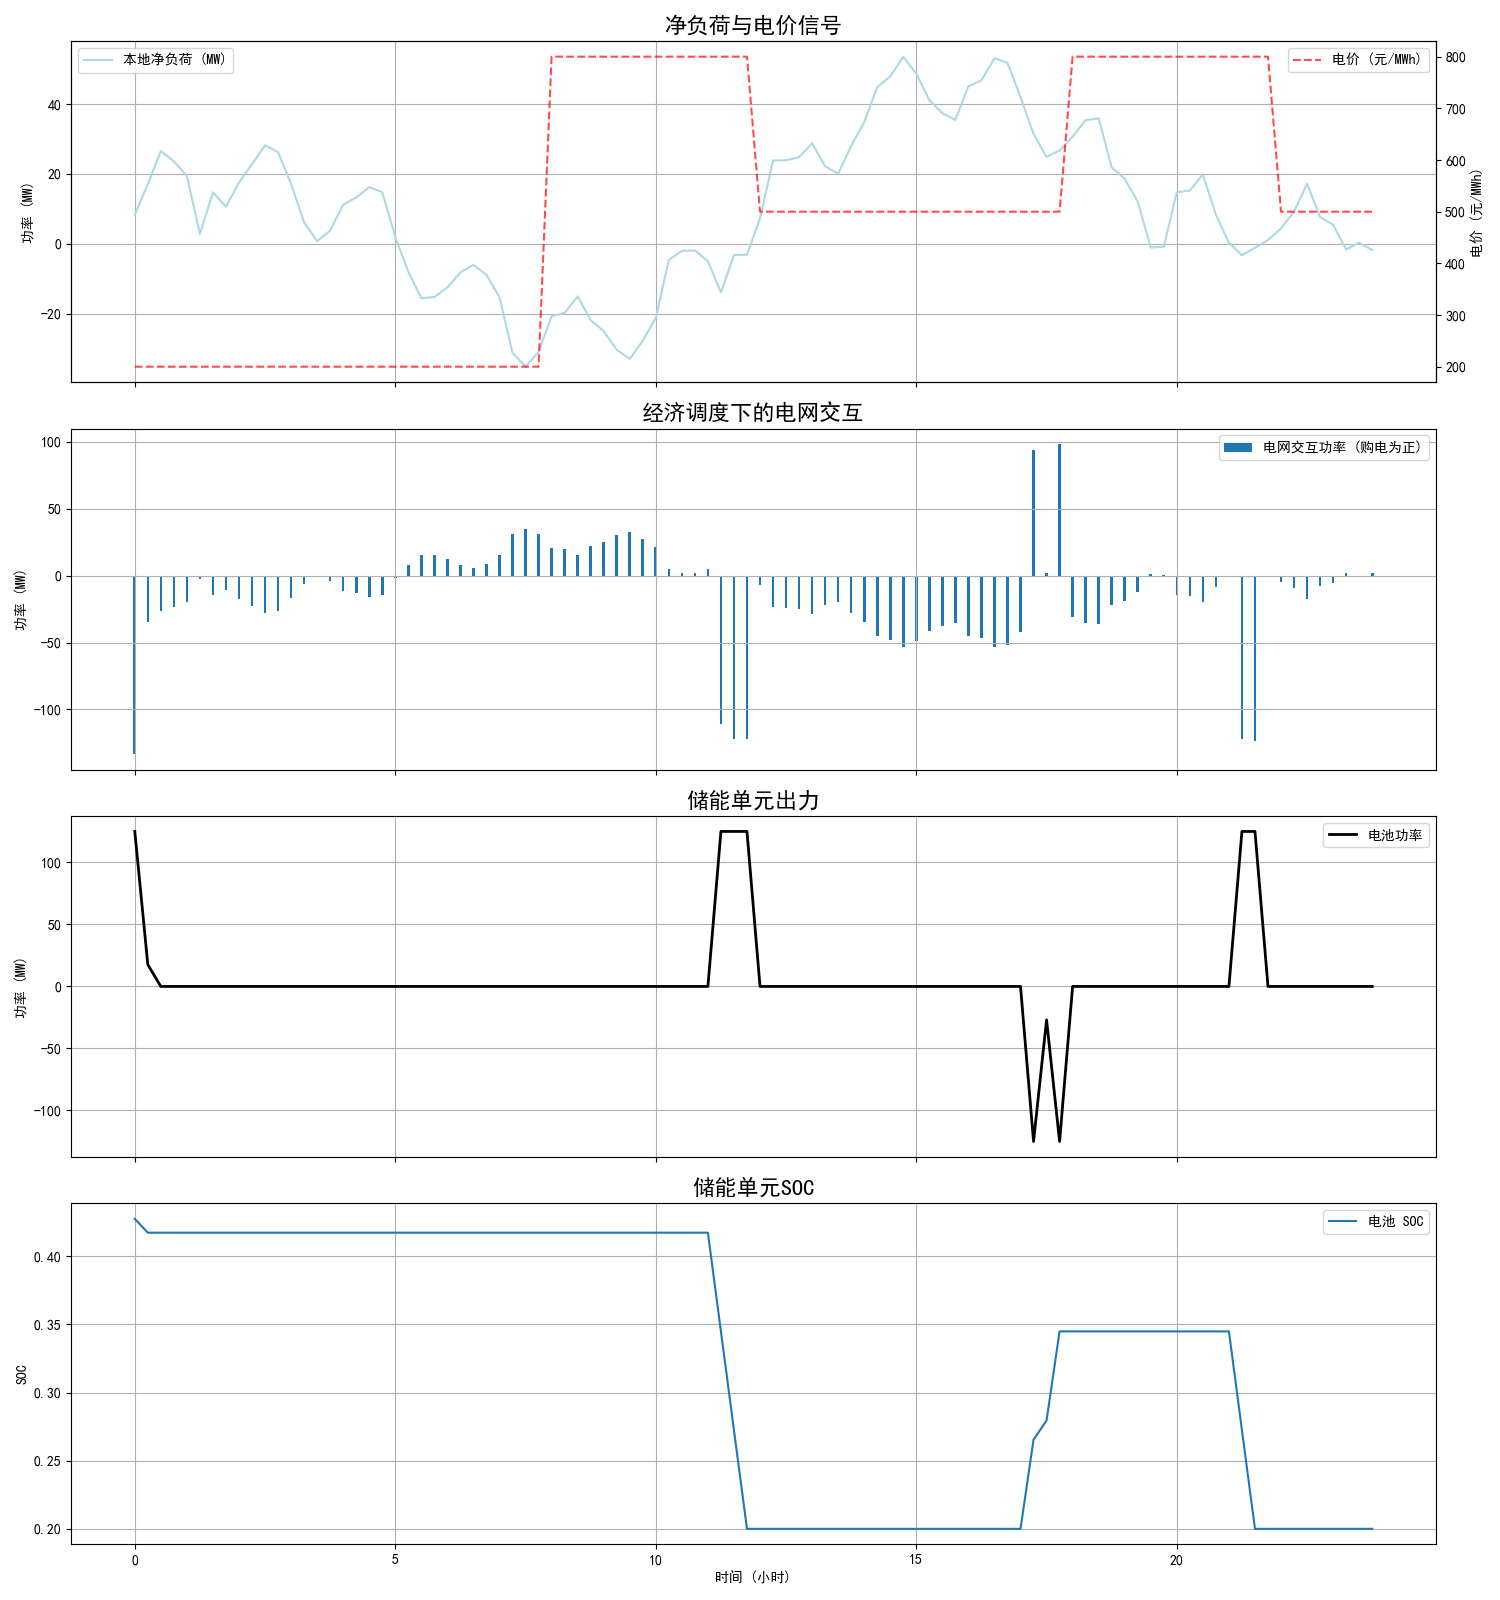 净负荷与电价信号
本地净负荷 (MW)
电价 (元/MWh)
功率 (MW)
40
20
0
−20
800
700
600
500
400
300
200
电价 (元/MWh)
经济调度下的电网交互
电网交互功率 (购电为正)
功率 (MW)
100
50
0
−50
−100
储能单元出力
电池功率
功率 (MW)
100
50
0
−50
−100
储能单元SOC
电池 SOC
SOC
0.40
0.35
0.30
0.25
0.20
0 5 10 15 20
时间 (小时)